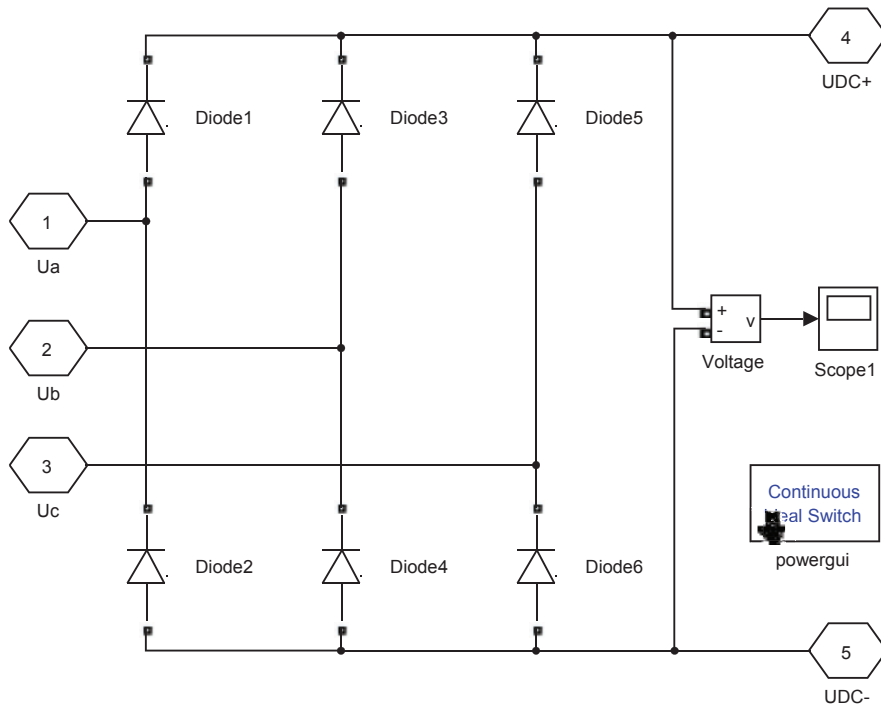 4
UDC+
Diode1
Diode3
Diode5
1
Ua
2
Ub
+
-
v
Voltage
Scope1
3
Uc
Continuous
Switch
powergui
Diode2
Diode4
Diode6
5
UDC-